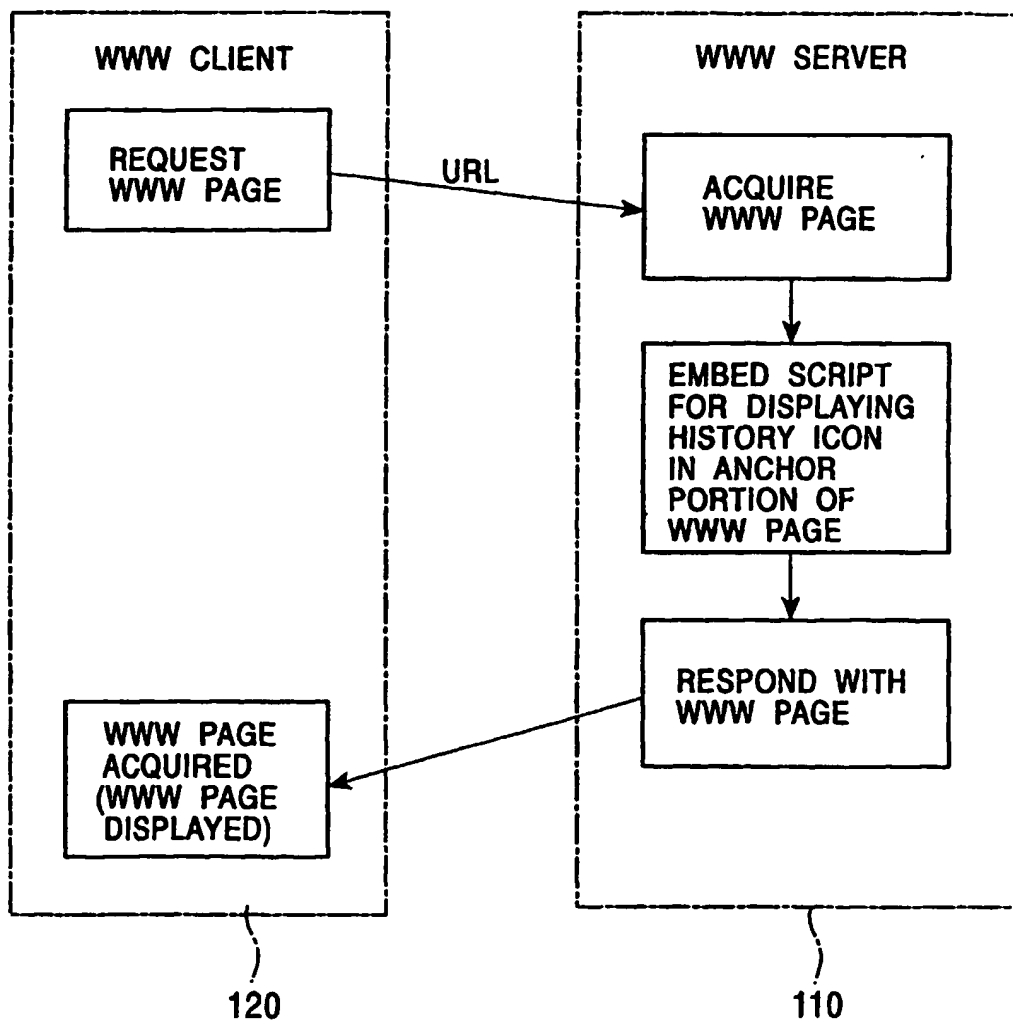 WWW CLIENT
REQUEST
WWW PAGE
URL
WWW PAGE
ACQUIRED
(WWW PAGE
DISPLAYED)
120
WWW SERVER
ACQUIRE
WWW PAGE
EMBED SCRIPT
FOR DISPLAYING
HISTORY ICON
IN ANCHOR
PORTION OF
WWW PAGE
RESPOND WITH
WWW PAGE
110